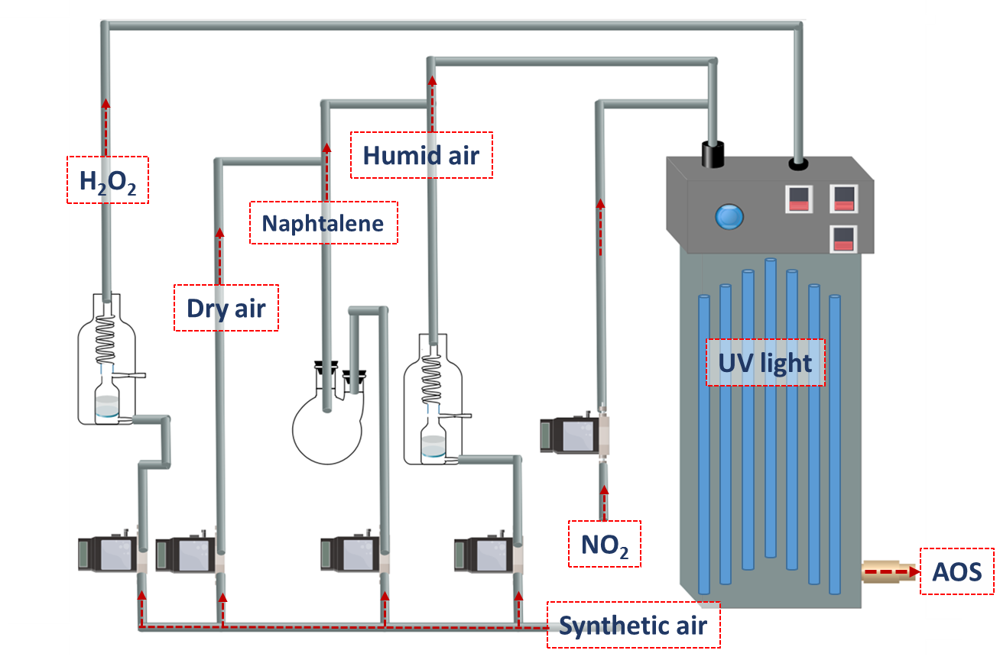 Humid air
H₂O₂
Naphtalene
Dry air
UV light
NO₂
AOS
Synthetic air